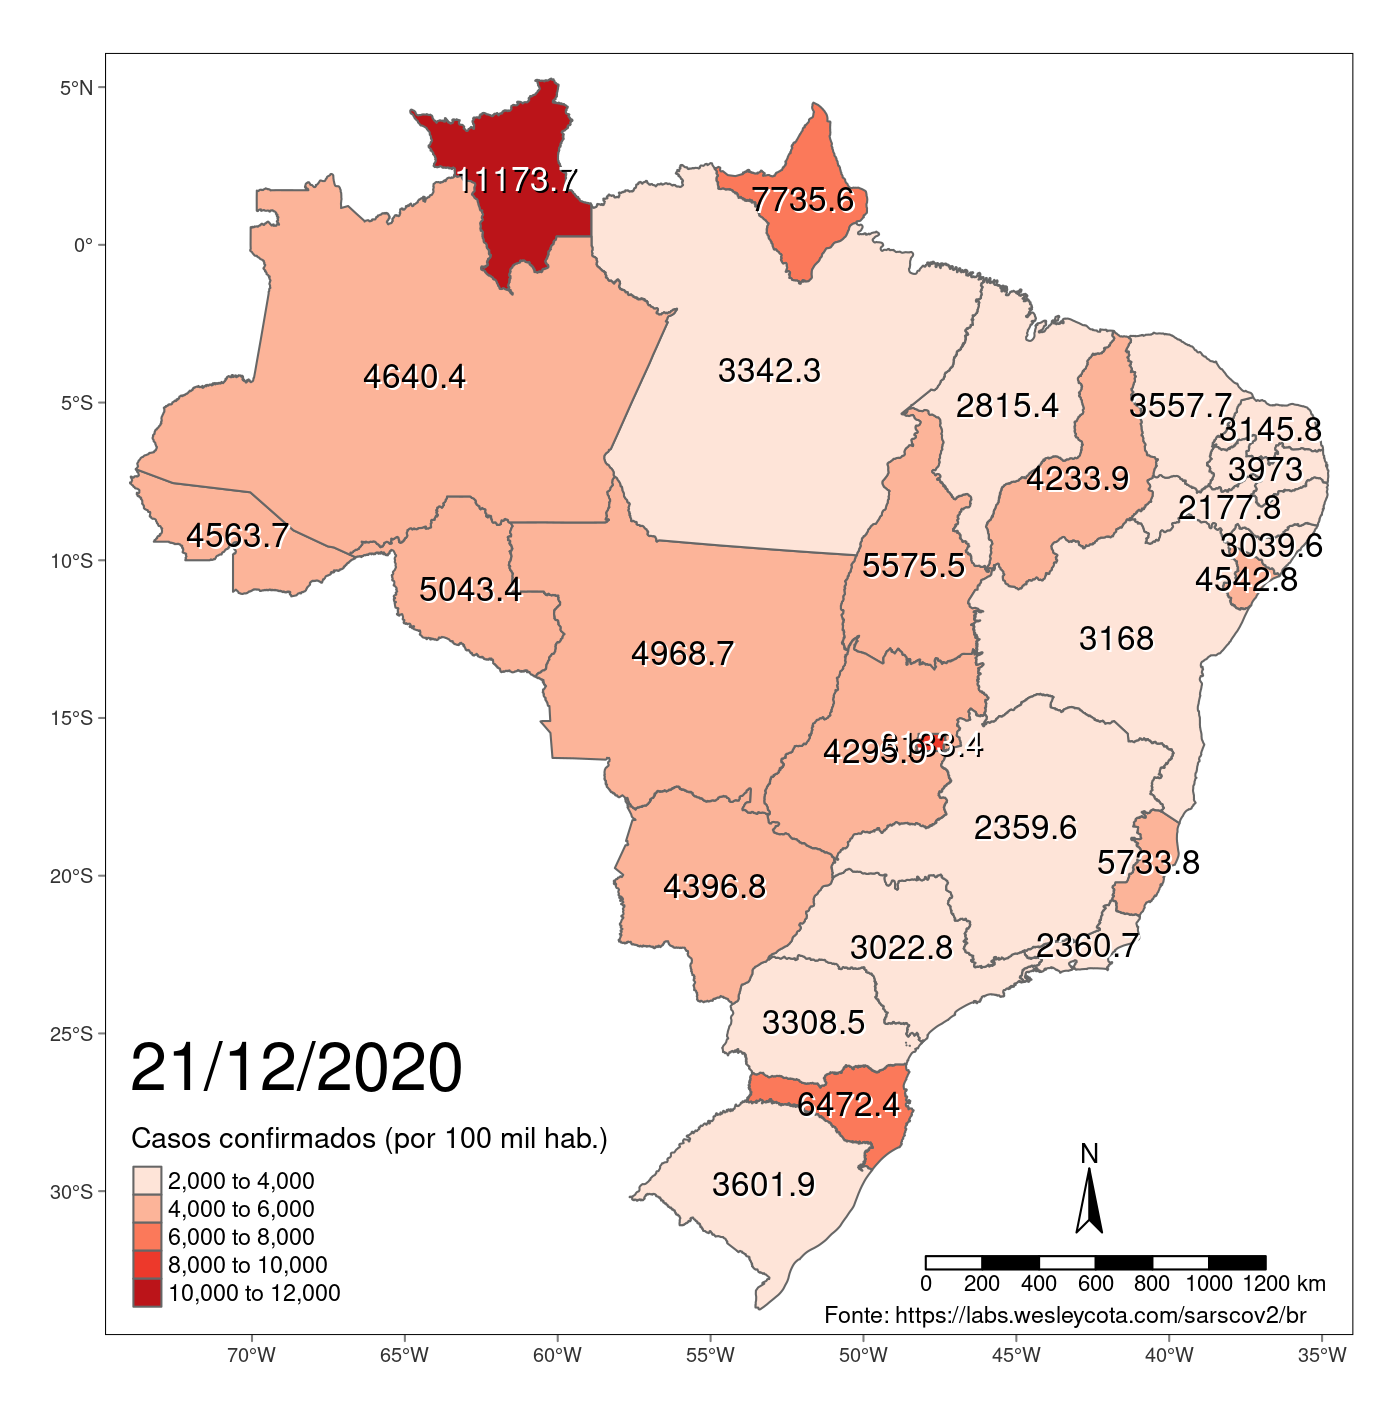 5°N
0°
5°S
10°S
15°S
20°S
25°S
30°S
70°W
65°W
60°W
55°W
50°W
45°W
40°W
35°W
11173.7
7735.6
4640.4
3342.3
2815.4
3557.7
3145.8
4233.9
3973
2177.8
4563.7
3039.6
5575.5
4542.8
5043.4
3168
4968.7
4295.9
2359.6
5733.8
4396.8
3022.8
2360.7
3308.5
6472.4
3601.9
21/12/2020
Casos confirmados (por 100 mil hab.)
2,000 to 4,000
4,000 to 6,000
6,000 to 8,000
8,000 to 10,000
10,000 to 12,000
N
0 200 400 600 800 1000 1200 km
Fonte: https://labs.wesleycota.com/sarscov2/br